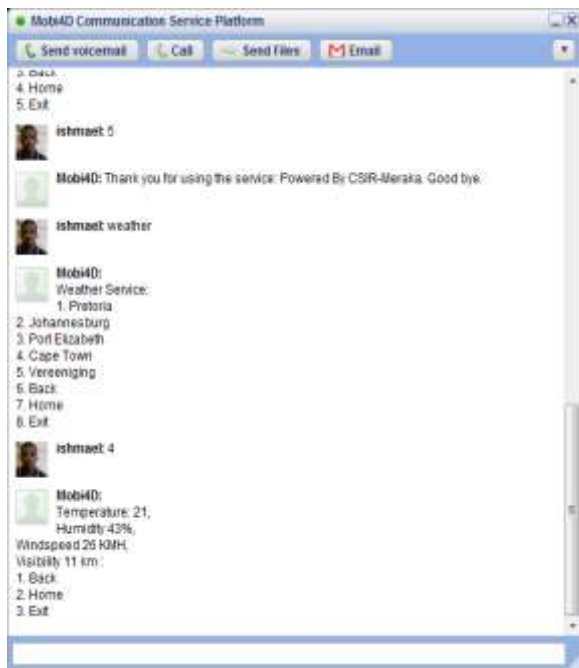 Mobi4D Communication Service Platform
Send voicemail Call Send Files Email
3. Back
4. Home
5. Exit
ishmael: 5
Mobi4D: Thank you for using the service. Powered By CSIR-Meraka. Good bye.
ishmael: weather
Mobi4D:
Weather Service:
1. Pretoria
2. Johannesburg
3. Port Elizabeth
4. Cape Town
5. Vereeniging
6. Back
7. Home
8. Exit
ishmael: 4
Mobi4D:
Temperature: 21,
Humidity 43%,
Windspeed 26 KMH,
Visibility 11 km :
1. Back
2. Home
3. Exit